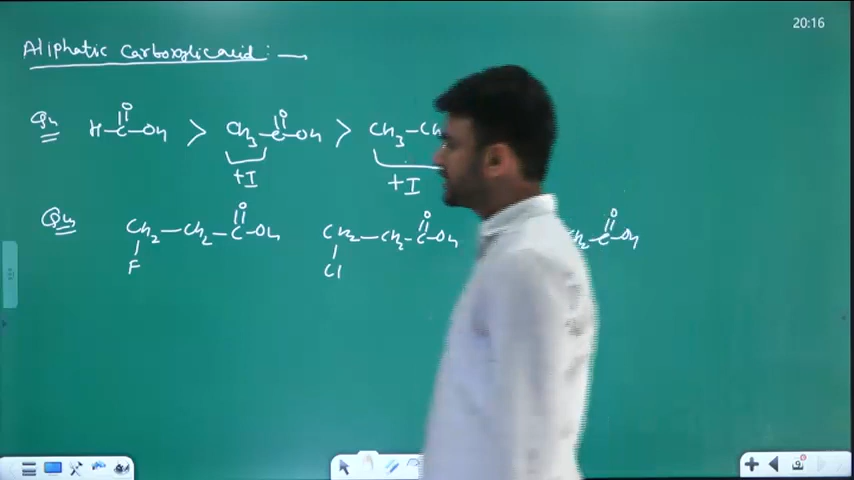 20:16
Aliphatic Carboxylic acid: —
Qn H-C(=O)-OH > CH3-C(=O)-OH > CH3-CH
+I +I
Qn CH2-CH2-C(=O)-OH CH2-CH2-C(=O)-OH CH2-C(=O)-OH
F Cl